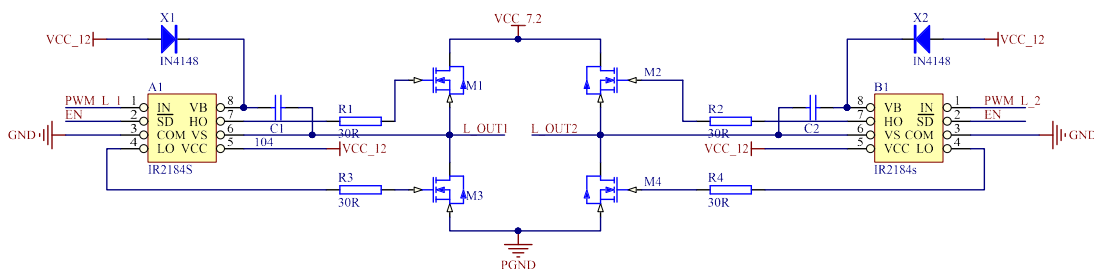 X1
VCC_12
IN4148
VCC_7.2
X2
VCC_12
IN4148
A1
PWM_L_1
EN
GND
1
2
3
4
IN
SD
COM
LO
VB
HO
VS
VCC
8
7
6
5
IR2184S
C1
104
VCC_12
R1
30R
R3
30R
M1
M3
L_OUT1
L_OUT2
M2
M4
R2
30R
R4
30R
C2
VCC_12
B1
8
7
6
5
VB
HO
VS
VCC
IN
SD
COM
LO
1
2
3
4
IR2184s
PWM_L_2
EN
GND
PGND